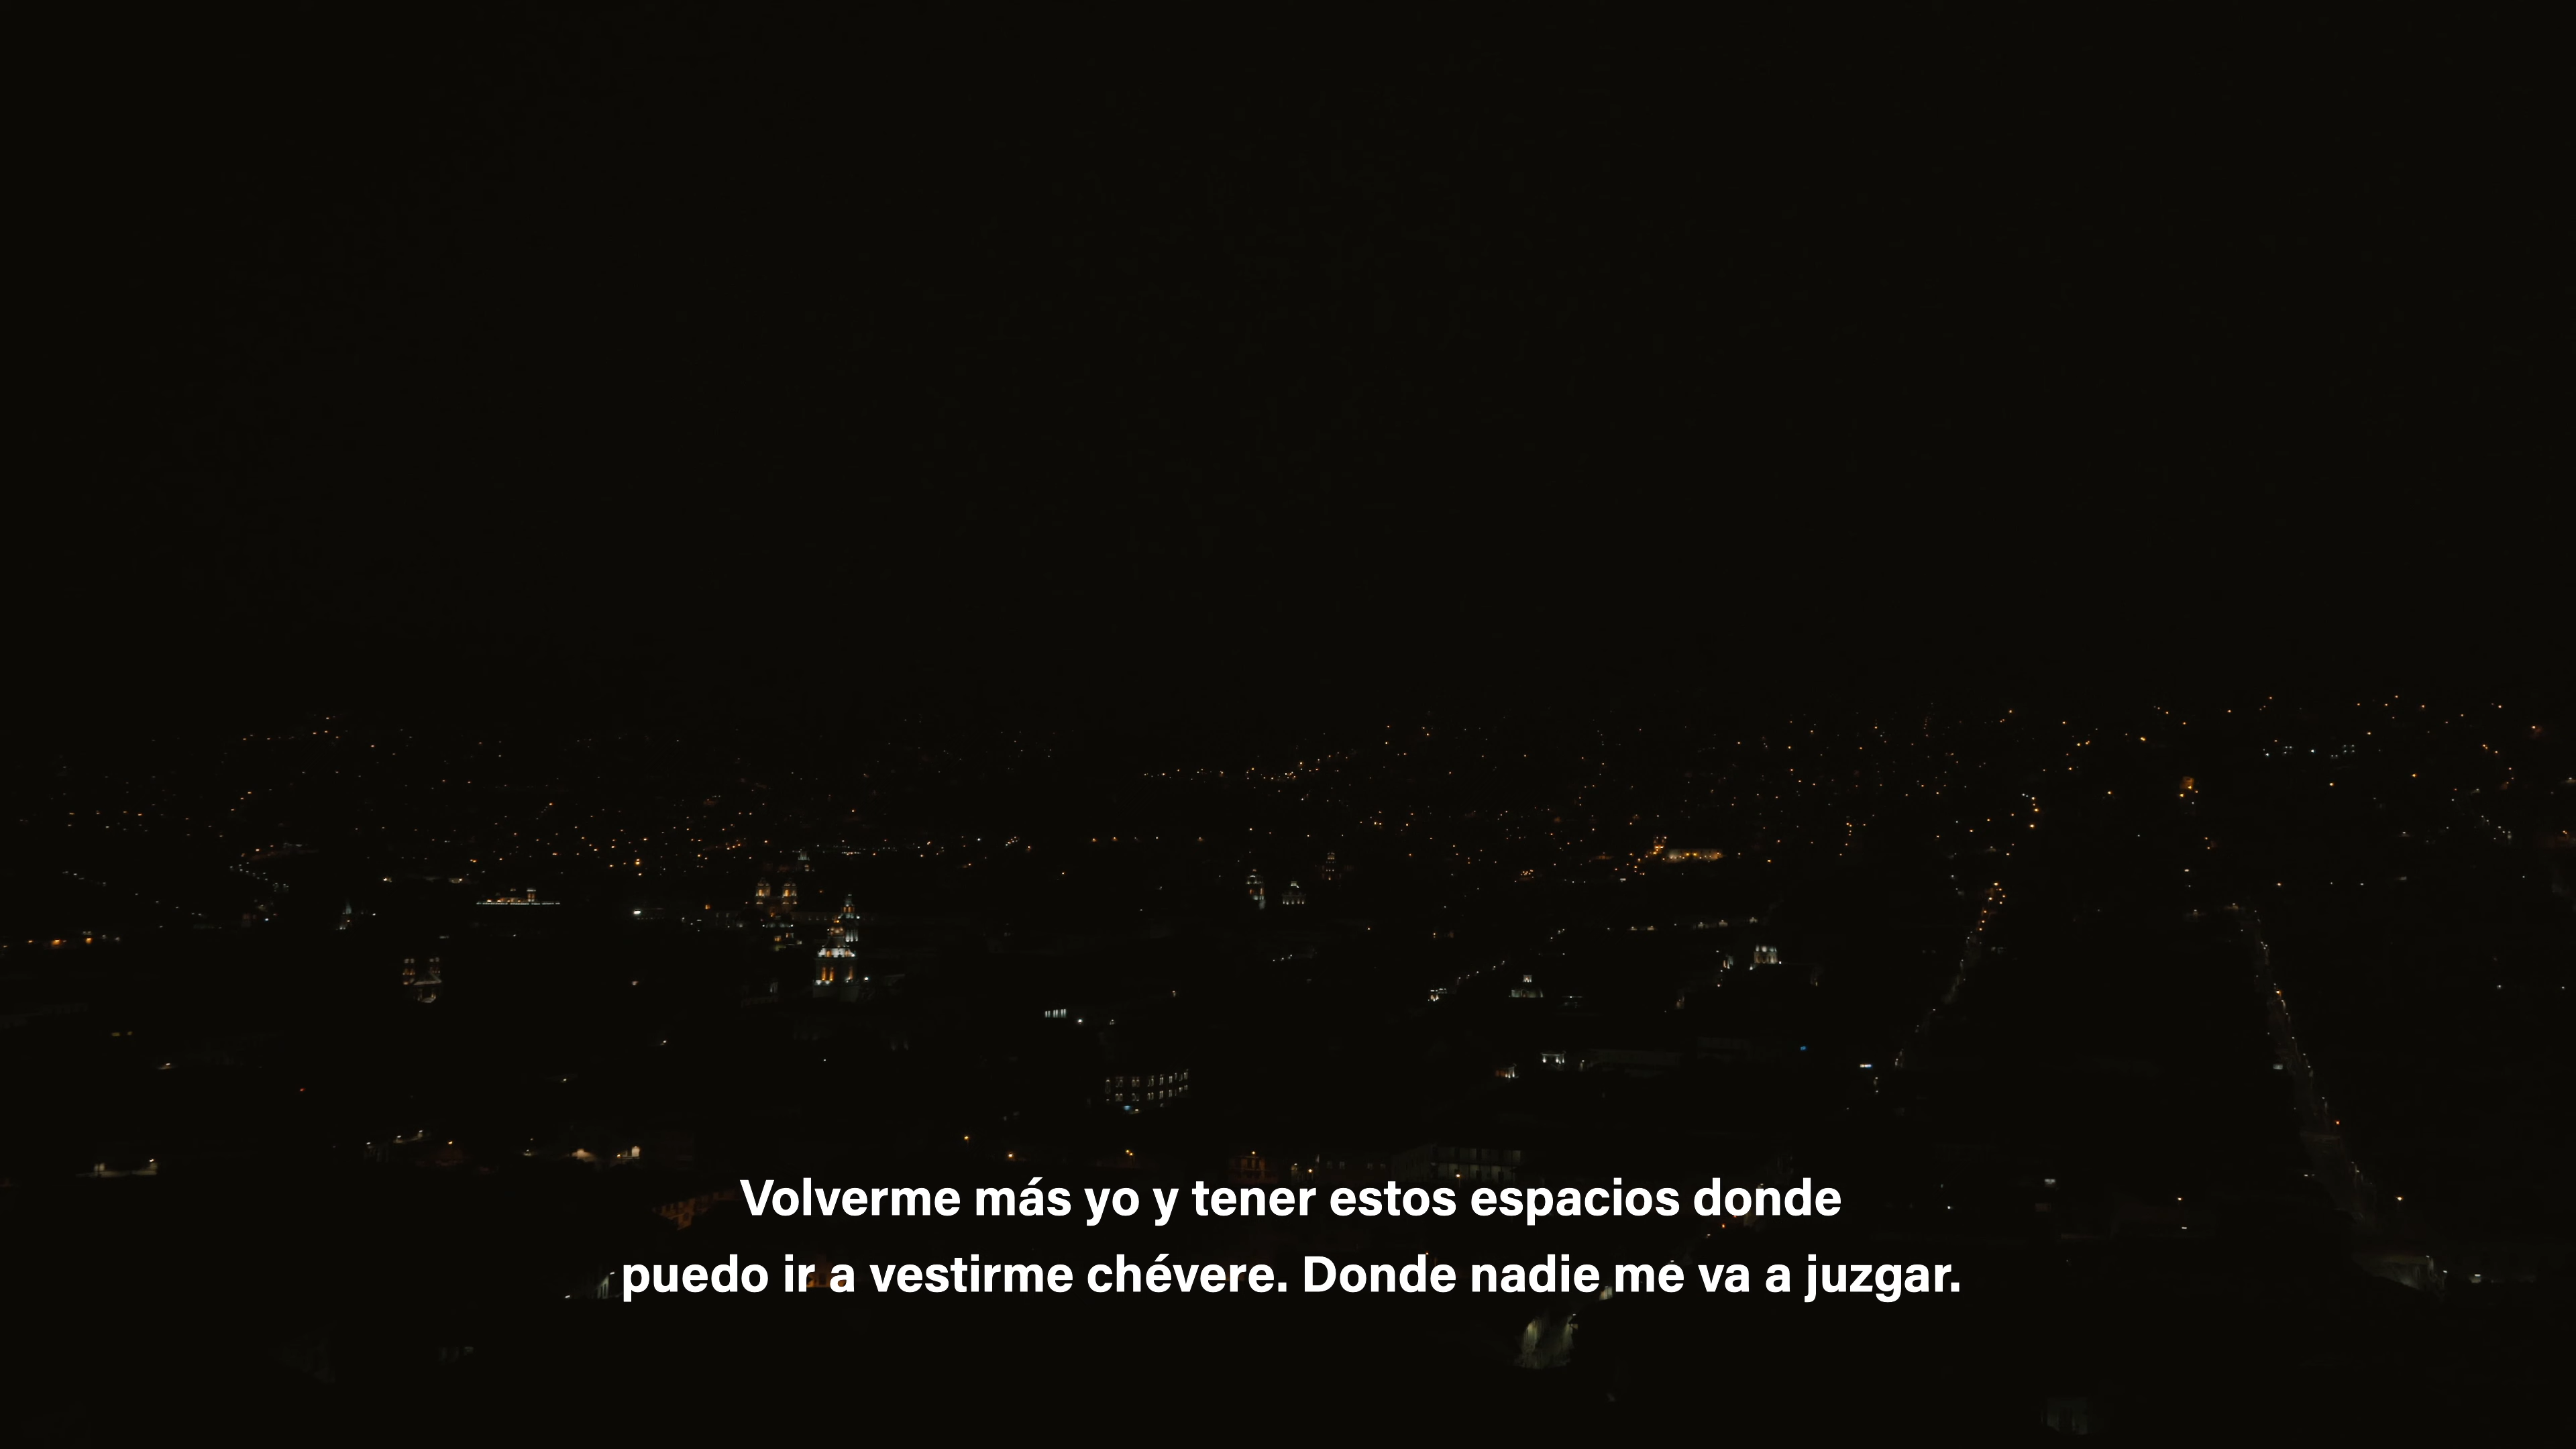 Volverme más yo y tener estos espacios donde
puedo ir a vestirme chévere. Donde nadie me va a juzgar.